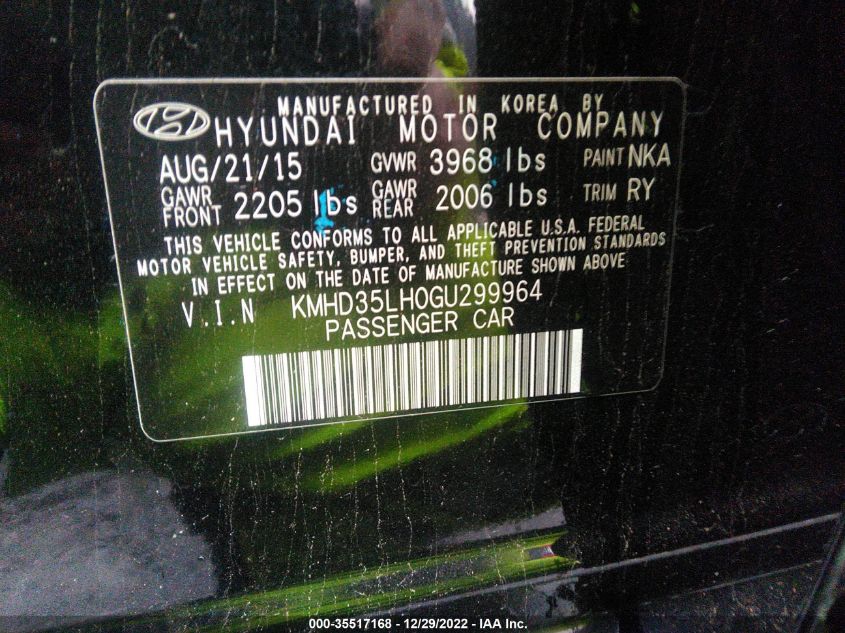 MANUFACTURED IN KOREA BY
HYUNDAI MOTOR COMPANY
AUG/21/15 GVWR 3968 lbs PAINT NKA
GAWR FRONT 2205 lbs GAWR REAR 2006 lbs TRIM RY
THIS VEHICLE CONFORMS TO ALL APPLICABLE U.S.A. FEDERAL
MOTOR VEHICLE SAFETY, BUMPER, AND THEFT PREVENTION STANDARDS
IN EFFECT ON THE DATE OF MANUFACTURE SHOWN ABOVE
V.I.N KMHD35LH0GU299964
PASSENGER CAR
000-35517168 - 12/29/2022 - IAA Inc.